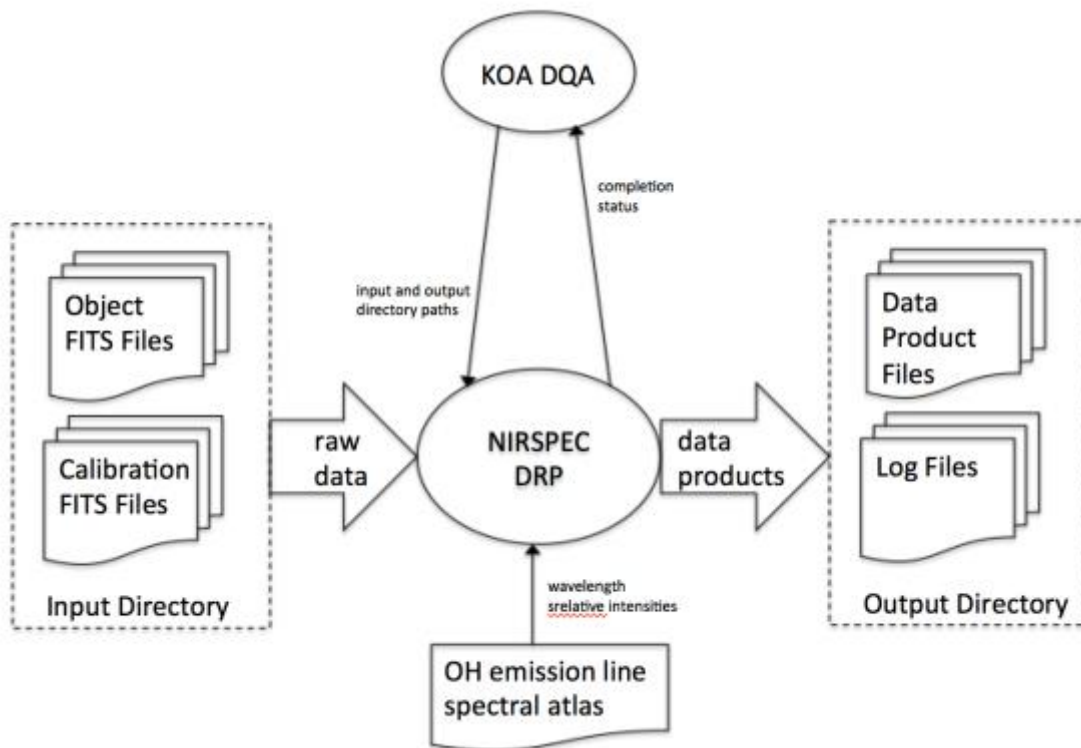 KOA DQA
completion
status
input and output
directory paths
Object
FITS Files
Calibration
FITS Files
Input Directory
raw
data
NIRSPEC
DRP
data
products
Data
Product
Files
Log Files
Output Directory
wavelength
srelative intensities
OH emission line
spectral atlas